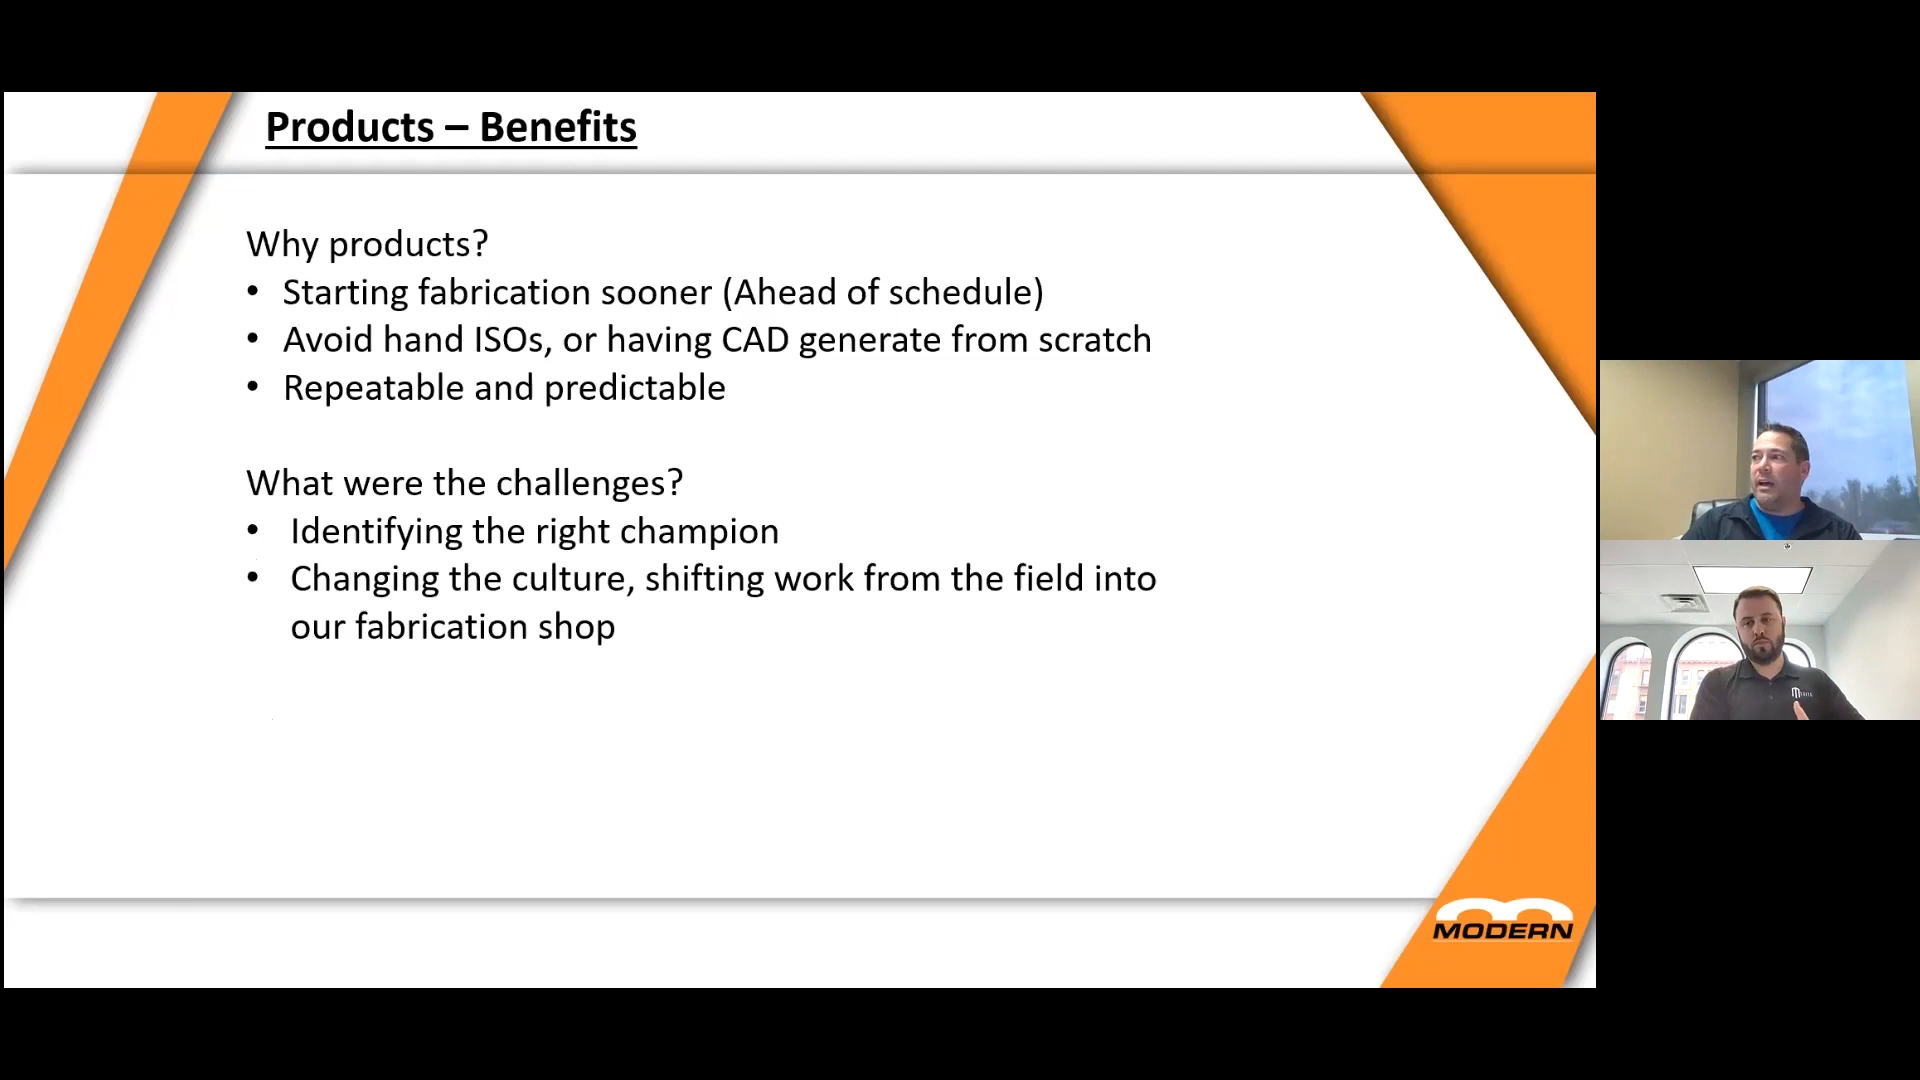 Products – Benefits
Why products?
• Starting fabrication sooner (Ahead of schedule)
• Avoid hand ISOs, or having CAD generate from scratch
• Repeatable and predictable
What were the challenges?
• Identifying the right champion
• Changing the culture, shifting work from the field into
our fabrication shop
MODERN